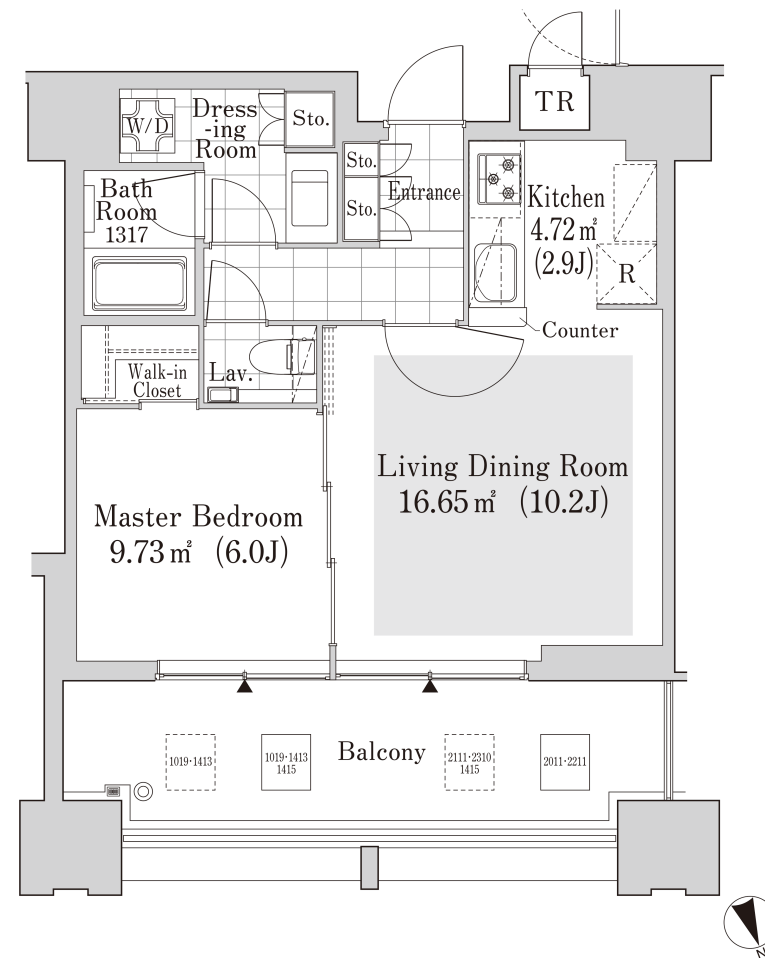 TR
W/D
Dress
-ing
Room
Sto.
Sto.
Sto.
Entrance
Bath
Room
1317
Kitchen
4.72㎡
(2.9J)
R
Counter
Walk-in
Closet
Lav.
Living Dining Room
16.65㎡ (10.2J)
Master Bedroom
9.73㎡ (6.0J)
Balcony
1019·1413
1019·1413
1415
2111·2310
1415
2011·2211
N